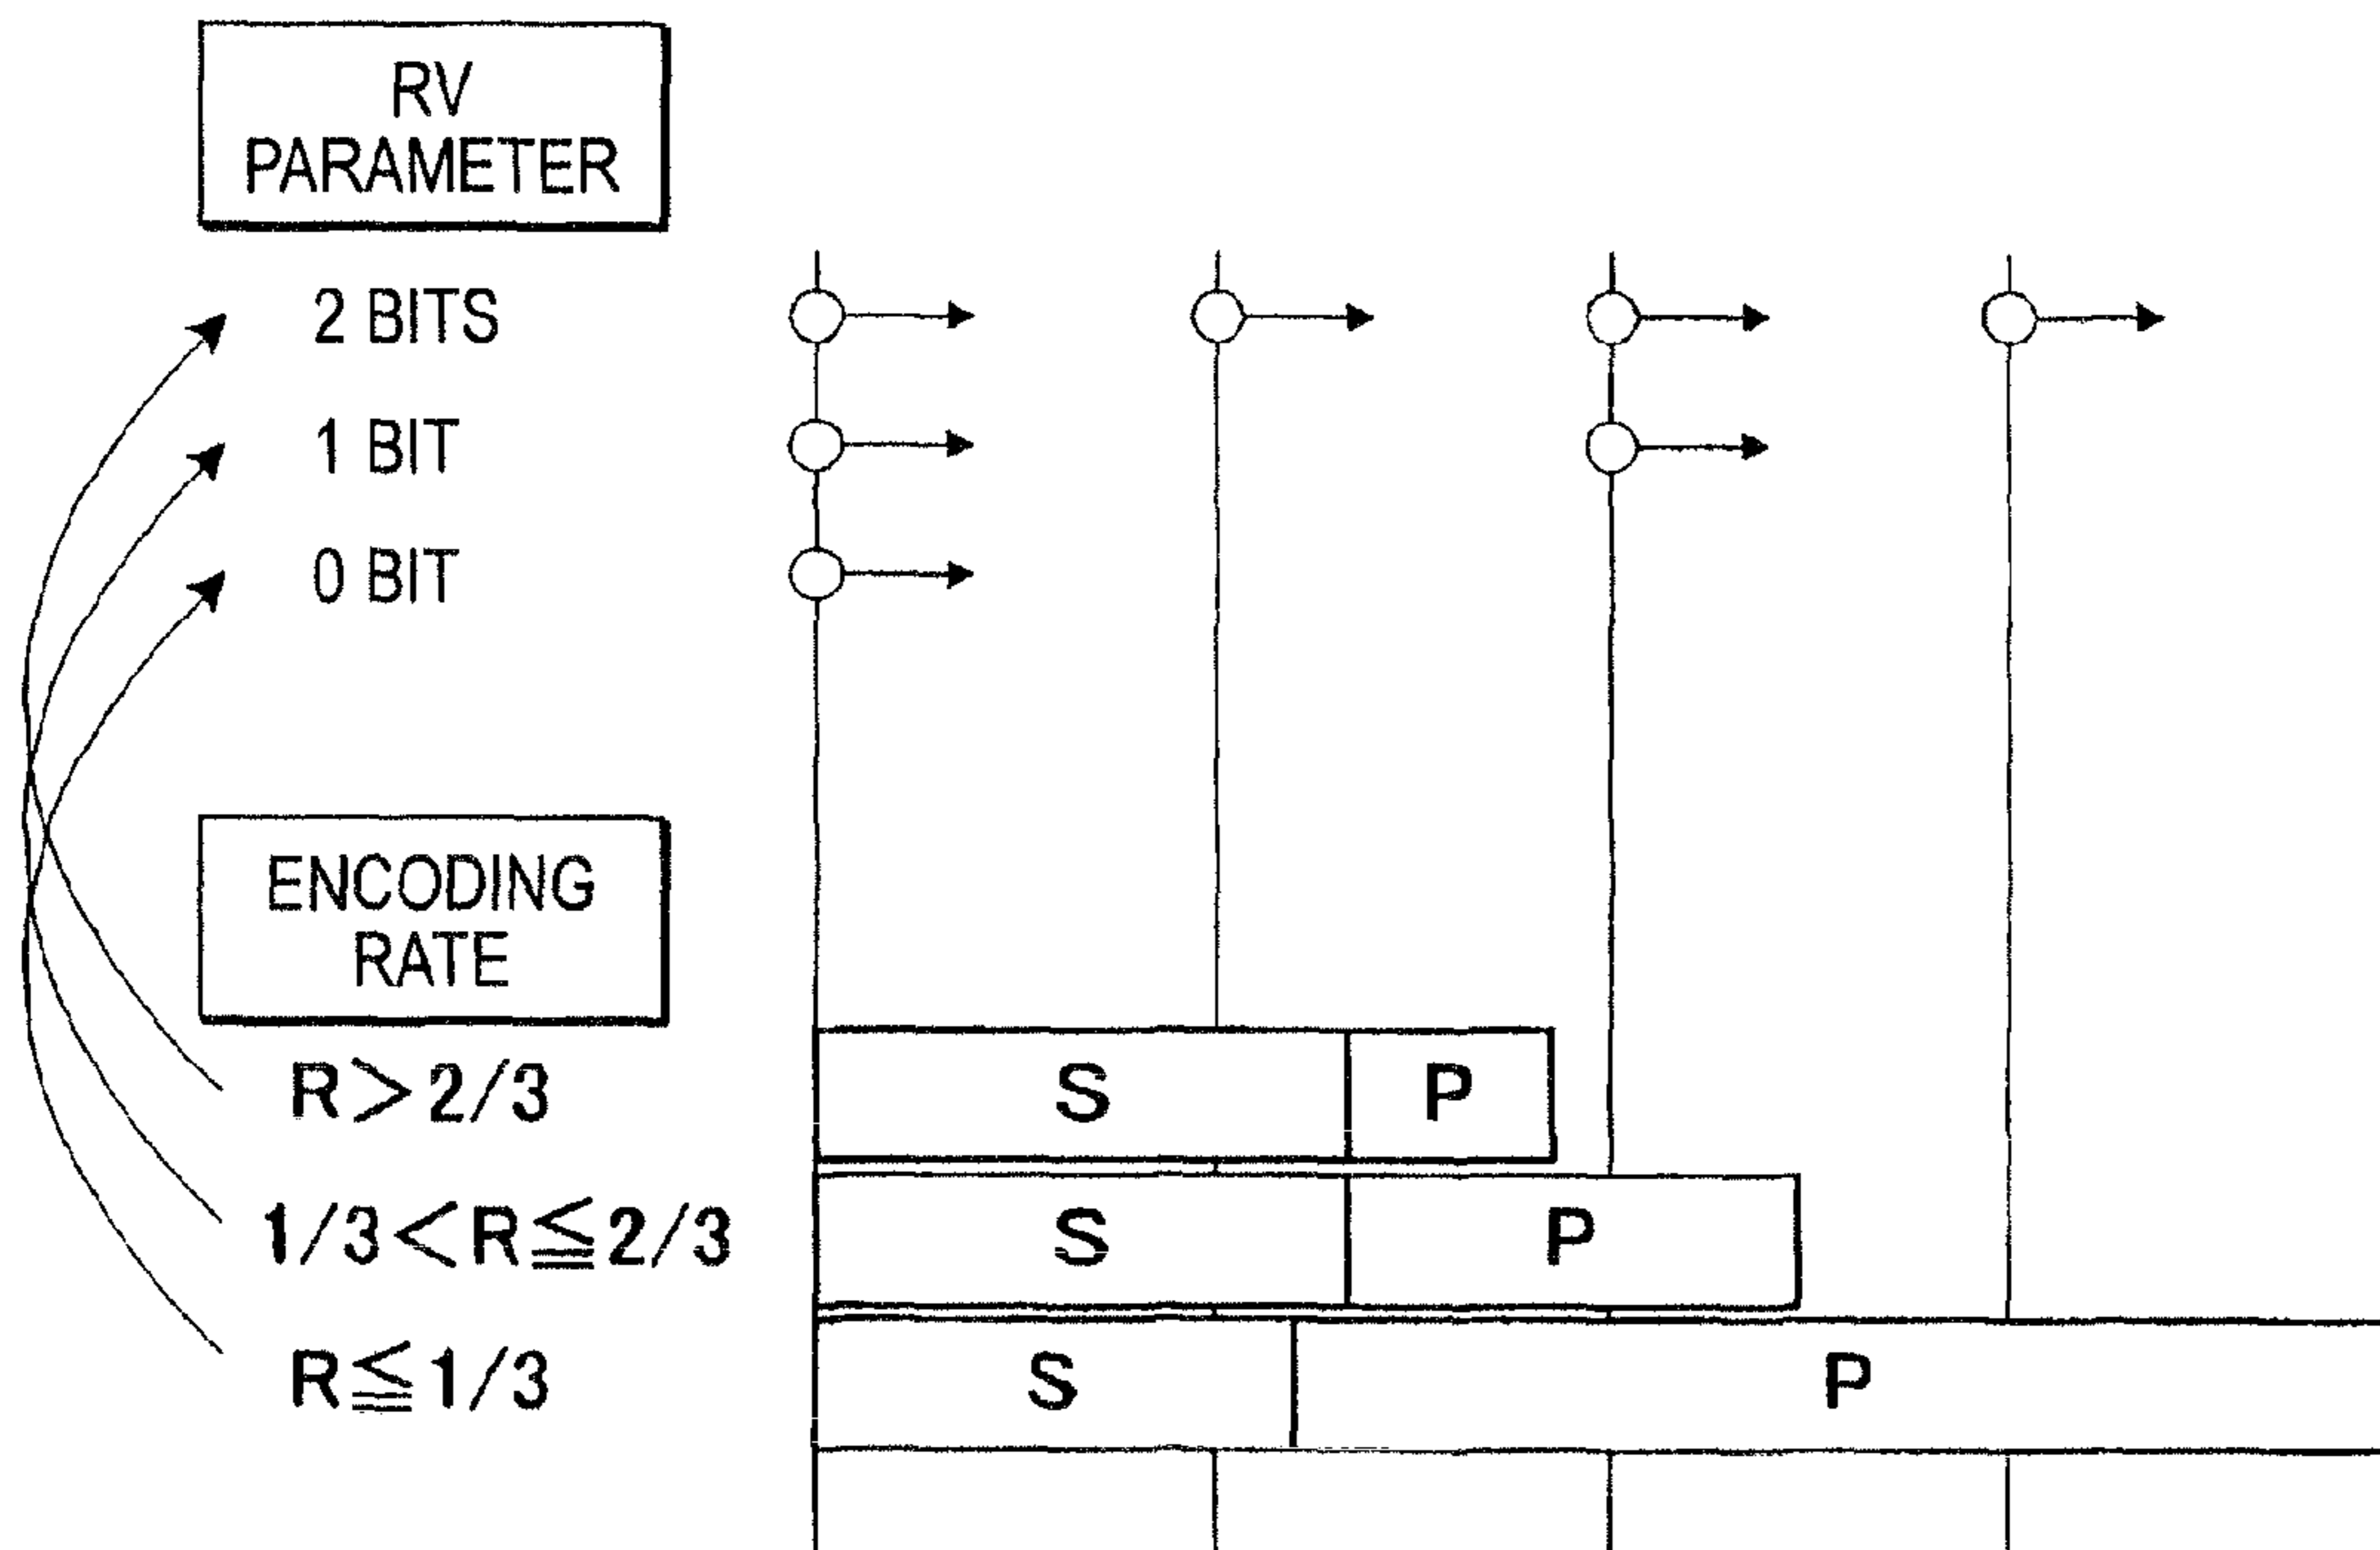 RV
PARAMETER
2 BITS
1 BIT
0 BIT
ENCODING
RATE
R>2/3
S P
1/3<R≦2/3
S P
R≦1/3
S P